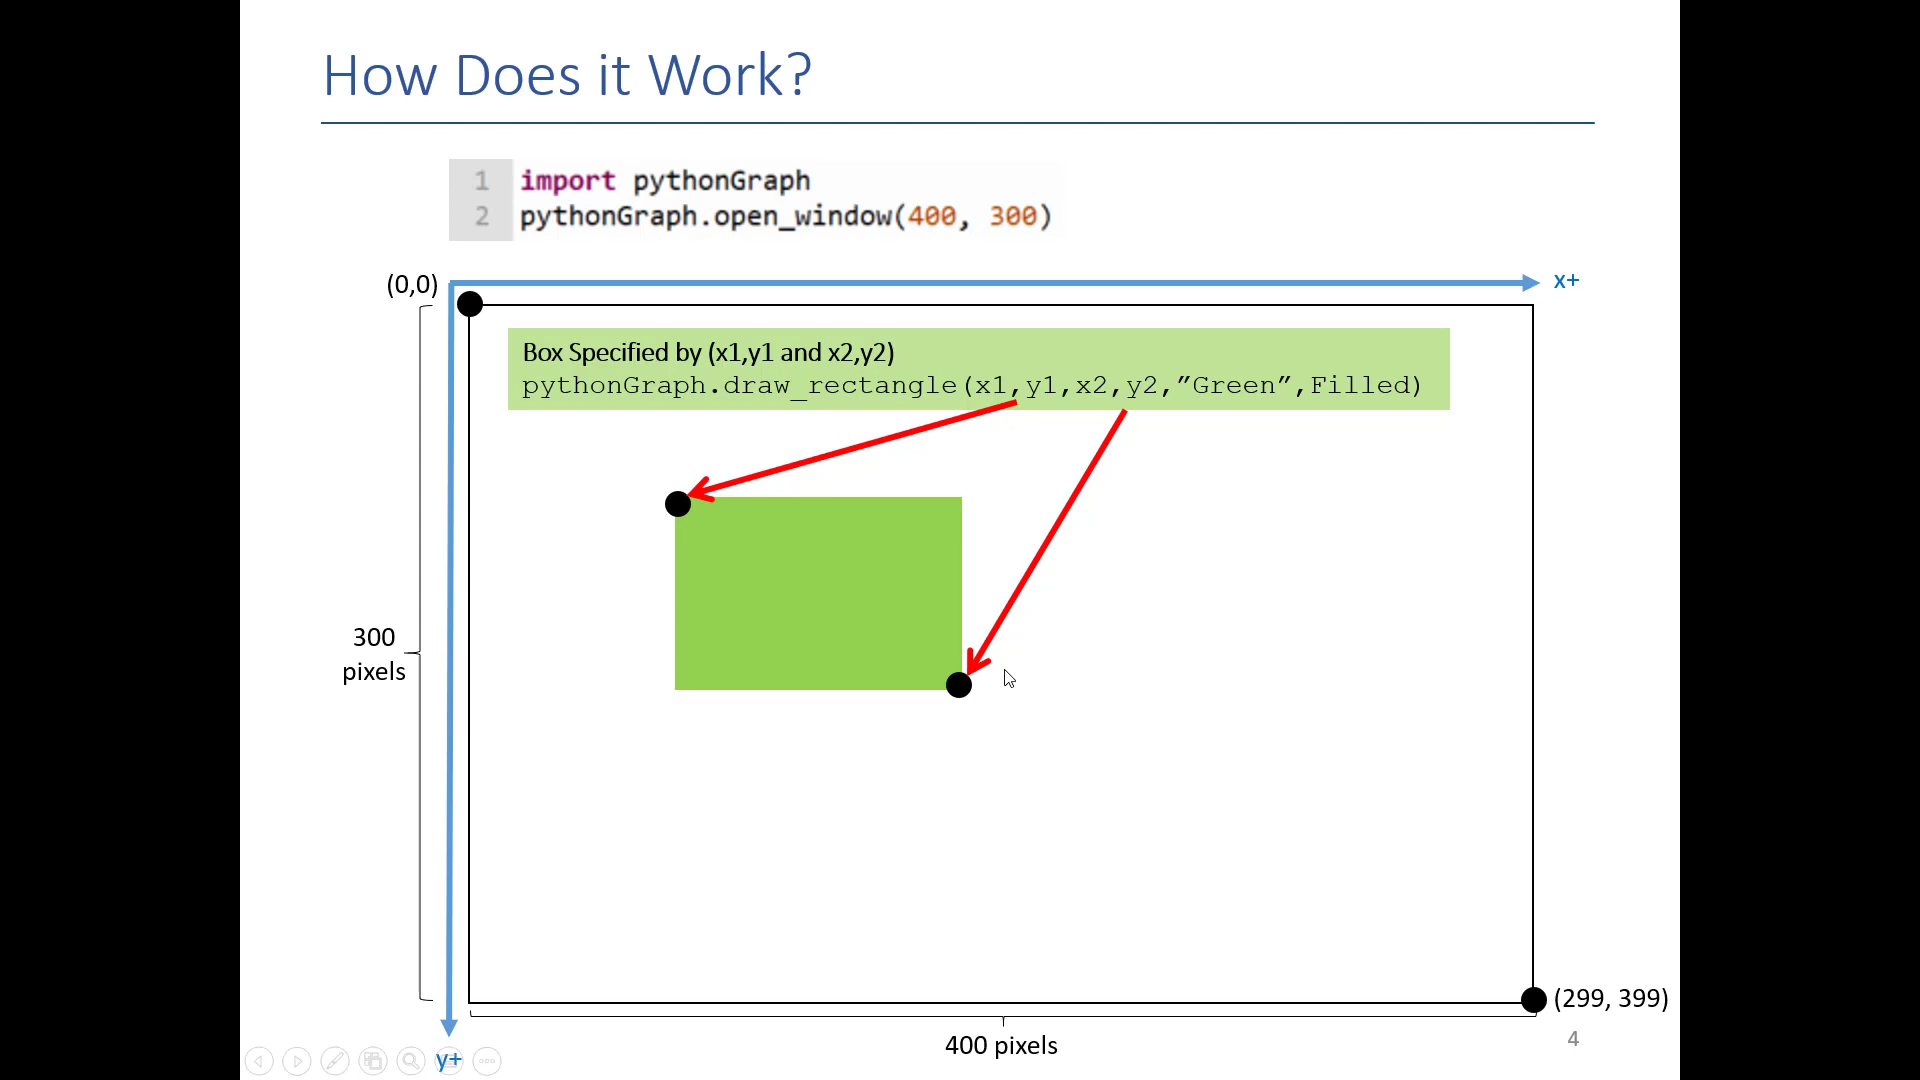 How Does it Work?
1 import pythonGraph
2 pythonGraph.open_window(400, 300)
(0,0)
x+
Box Specified by (x1,y1 and x2,y2)
pythonGraph.draw_rectangle(x1,y1,x2,y2,”Green”,Filled)
300
pixels
(299, 399)
400 pixels
4
y+